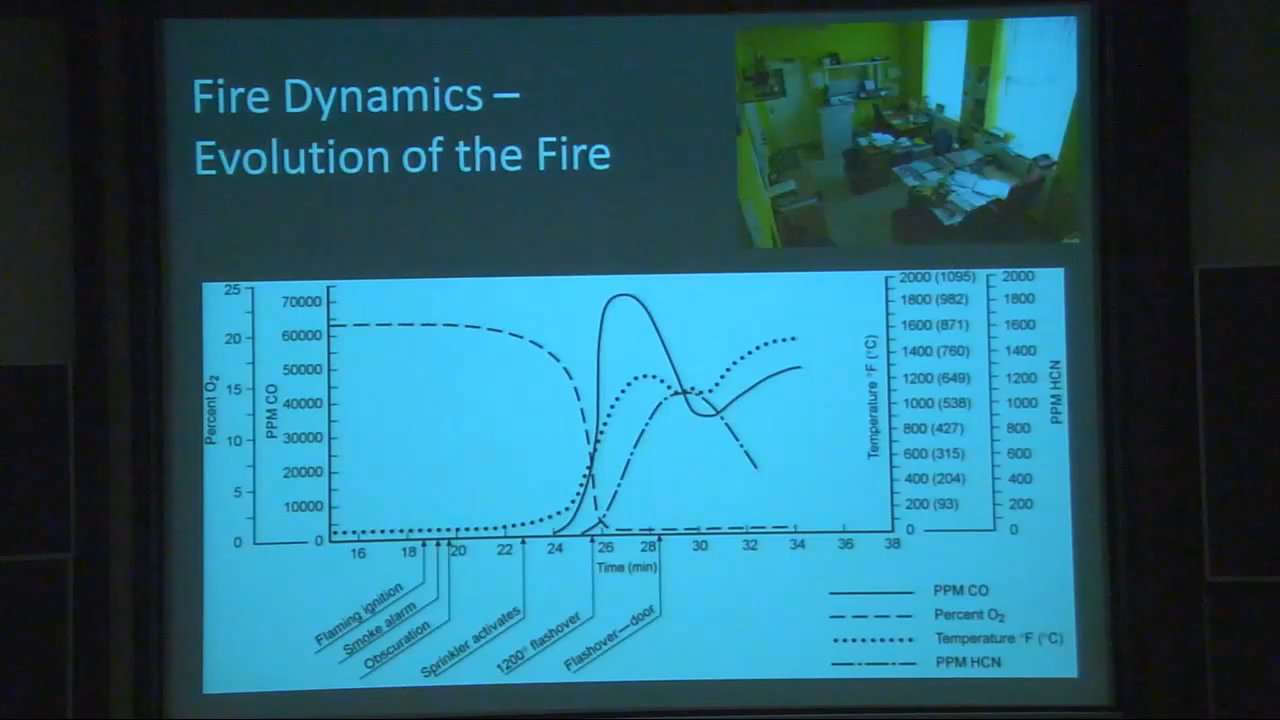 Fire Dynamics –
Evolution of the Fire
25
20
15
10
5
0
Percent O₂
70000
60000
50000
40000
30000
20000
10000
0
PPM CO
2000 (1095)
1800 (982)
1600 (871)
1400 (760)
1200 (649)
1000 (538)
800 (427)
600 (315)
400 (204)
200 (93)
0
Temperature °F (°C)
2000
1800
1600
1400
1200
1000
800
600
400
200
0
PPM HCN
16 18 20 22 24 26 28 30 32 34 36 38
Time (min)
Flaming ignition
Smoke alarm
Obscuration
Sprinkler activates
1200° flashover
Flashover—door
PPM CO
Percent O₂
Temperature °F (°C)
PPM HCN